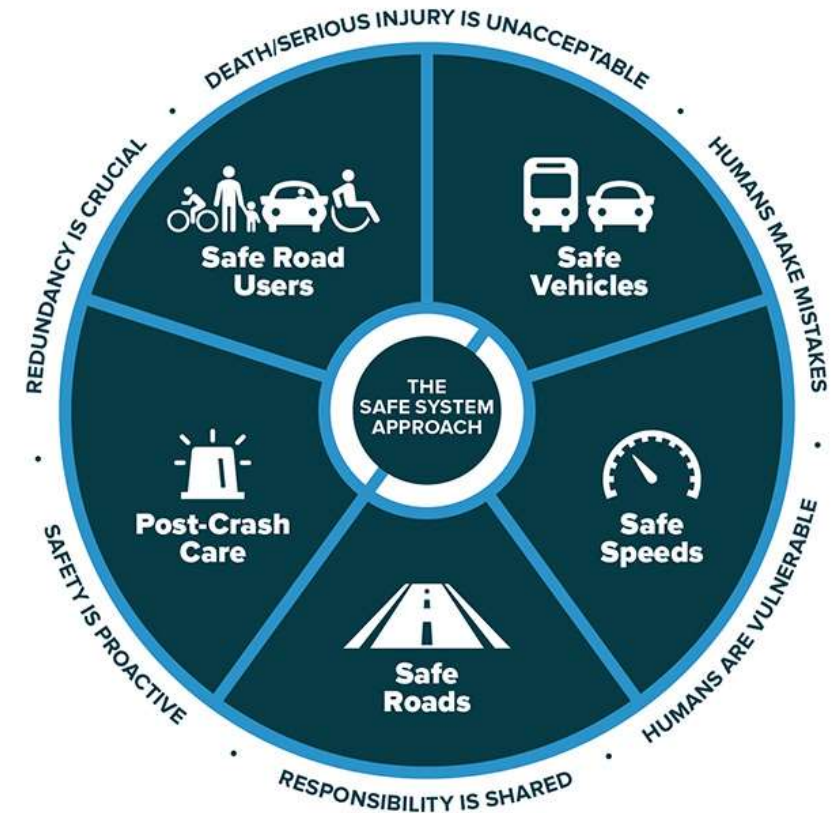 DEATH/SERIOUS INJURY IS UNACCEPTABLE
HUMANS MAKE MISTAKES
HUMANS ARE VULNERABLE
RESPONSIBILITY IS SHARED
SAFETY IS PROACTIVE
REDUNDANCY IS CRUCIAL
Safe Road
Users
Safe
Vehicles
Safe
Speeds
Safe
Roads
Post-Crash
Care
THE
SAFE SYSTEM
APPROACH